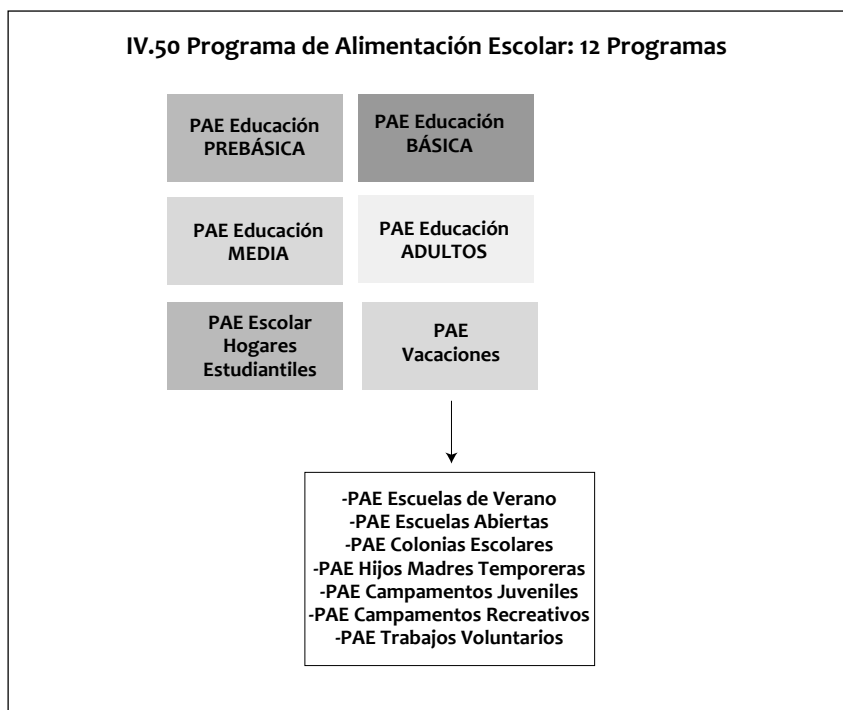 IV.50 Programa de Alimentación Escolar: 12 Programas
PAE Educación
PREBÁSICA
PAE Educación
BÁSICA
PAE Educación
MEDIA
PAE Educación
ADULTOS
PAE Escolar
Hogares
Estudiantiles
PAE
Vacaciones
-PAE Escuelas de Verano
-PAE Escuelas Abiertas
-PAE Colonias Escolares
-PAE Hijos Madres Temporeras
-PAE Campamentos Juveniles
-PAE Campamentos Recreativos
-PAE Trabajos Voluntarios